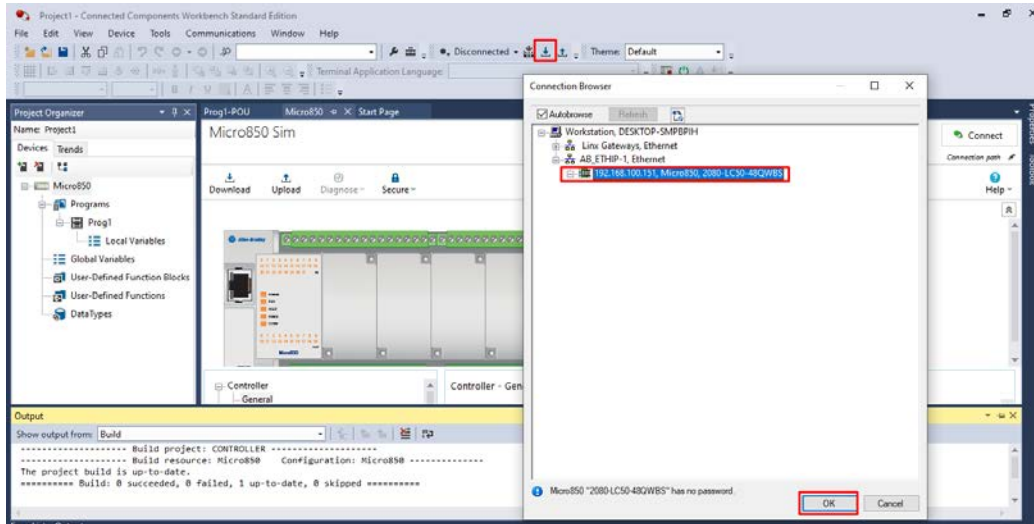 Project1 - Connected Components Workbench Standard Edition
File Edit View Device Tools Communications Window Help
Disconnected Theme: Default
Terminal Application Language:
Project Organizer
Name: Project1
Devices Trends
Micro850
Programs
Prog1
Local Variables
Global Variables
User-Defined Function Blocks
User-Defined Functions
DataTypes
Prog1-POU Micro850 Start Page
Micro850 Sim
Download Upload Diagnose Secure
Micro850
Controller
General
Controller - Gen
Connection Browser
Autobrowse Refresh
Workstation, DESKTOP-SMPBPIH
Linx Gateways, Ethernet
AB_ETHIP-1, Ethernet
192.168.100.151, Micro850, 2080-LC50-48QWBS
Micro850 "2080-LC50-48QWBS" has no password.
OK Cancel
Connect
Connection path
Help
Properties Toolbox
Output
Show output from: Build
------------------- Build project: CONTROLLER -------------------
------------------- Build resource: Micro850 Configuration: Micro850 --------------
The project build is up-to-date.
========== Build: 0 succeeded, 0 failed, 1 up-to-date, 0 skipped ==========